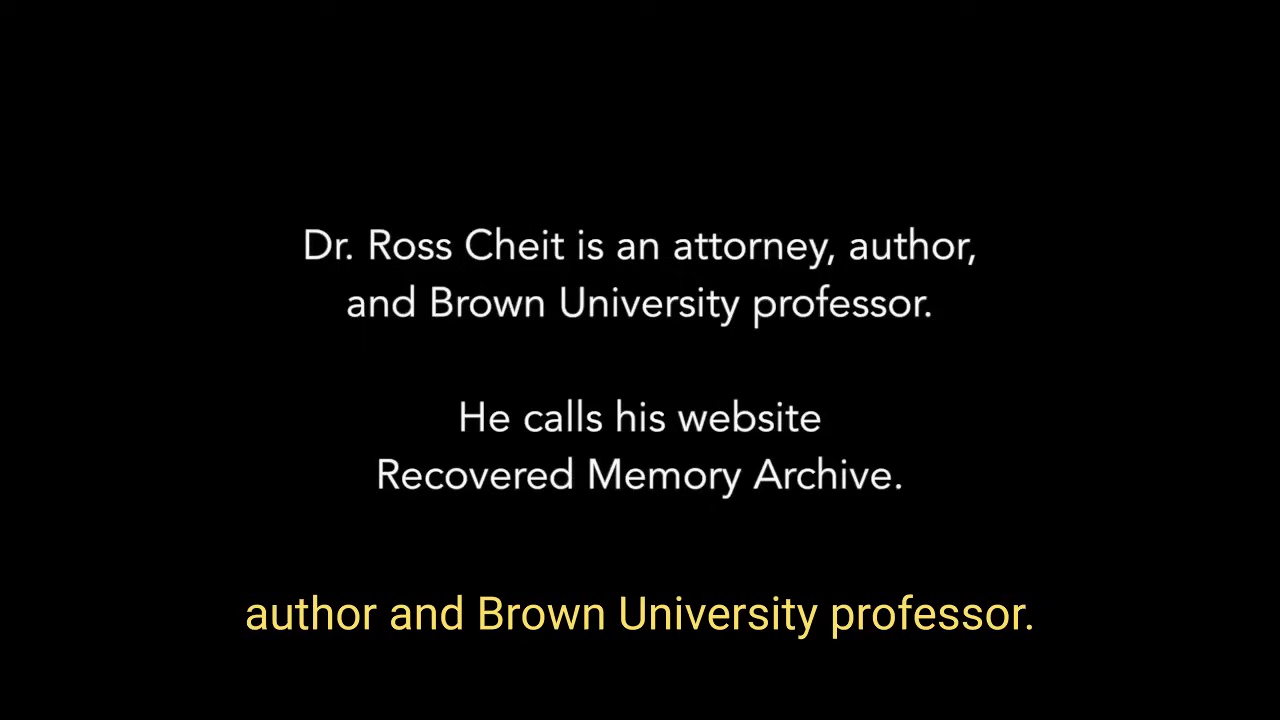 Dr. Ross Cheit is an attorney, author,
and Brown University professor.
He calls his website
Recovered Memory Archive.
author and Brown University professor.